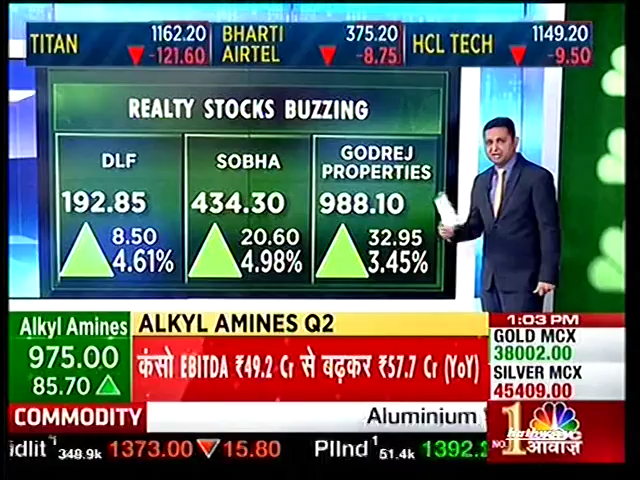 TITAN
1162.20
-121.60
BHARTI
AIRTEL
375.20
-8.75
HCL TECH
1149.20
-9.50
REALTY STOCKS BUZZING
DLF
192.85
8.50
4.61%
SOBHA
434.30
20.60
4.98%
GODREJ
PROPERTIES
988.10
32.95
3.45%
Alkyl Amines
975.00
85.70
ALKYL AMINES Q2
कंसो EBITDA ₹49.2 Cr से बढ़कर ₹57.7 Cr (YoY)
1:03 PM
GOLD MCX
38002.00
SILVER MCX
45409.00
COMMODITY
Aluminium
idlit 348.9k 1373.00 15.80 PIInd 51.4k 1392.
NO. 1
आवाज़